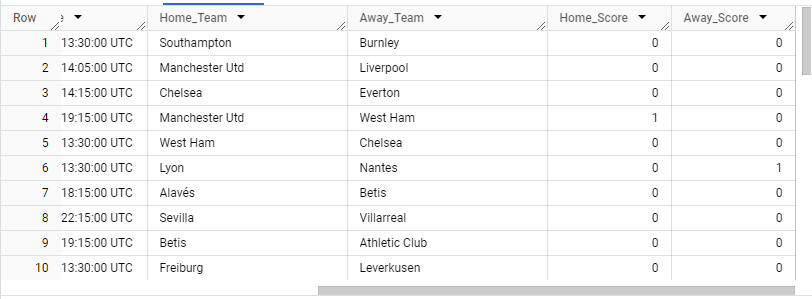 Row e Home_Team Away_Team Home_Score Away_Score
1 13:30:00 UTC Southampton Burnley 0 0
2 14:05:00 UTC Manchester Utd Liverpool 0 0
3 14:15:00 UTC Chelsea Everton 0 0
4 19:15:00 UTC Manchester Utd West Ham 1 0
5 13:30:00 UTC West Ham Chelsea 0 0
6 13:30:00 UTC Lyon Nantes 0 1
7 18:15:00 UTC Alavés Betis 0 0
8 22:15:00 UTC Sevilla Villarreal 0 0
9 19:15:00 UTC Betis Athletic Club 0 0
10 13:30:00 UTC Freiburg Leverkusen 0 0